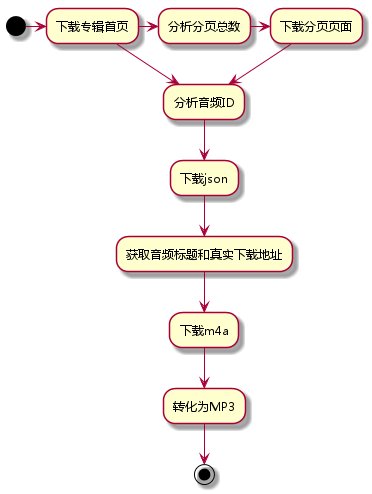 下载专辑首页
分析分页总数
下载分页页面
分析音频ID
下载json
获取音频标题和真实下载地址
下载m4a
转化为MP3